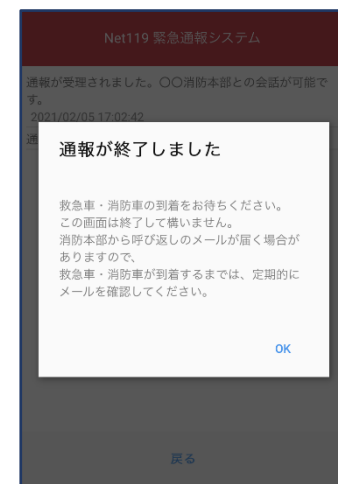 Net119 緊急通報システム
通報が受理されました。〇〇消防本部との会話が可能で
す。
2021/02/05 17:02:42
通
通報が終了しました
救急車・消防車の到着をお待ちください。
この画面は終了して構いません。
消防本部から呼び返しのメールが届く場合が
ありますので、
救急車・消防車が到着するまでは、定期的に
メールを確認してください。
OK
戻る